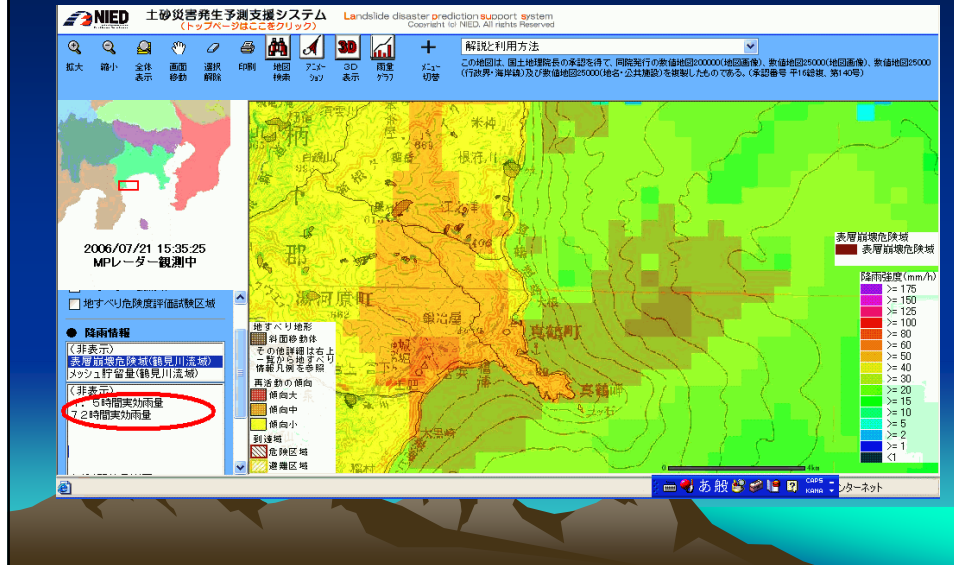 NIED 土砂災害発生予測支援システム Landslide disaster prediction support system
(トップページはここをクリック) Copyright (c) NIED, All rights Reserved
拡大
縮小
全体表示
画面移動
選択解除
印刷
地図検索
アニメーション
3D
3D表示
雨量グラフ
メニュー切替
解説と利用方法
この地図は、国土地理院長の承認を得て、同院発行の数値地図200000(地図画像)、数値地図25000(地図画像)、数値地図25000
(行政界・海岸線)及び数値地図25000(地名・公共施設)を複製したものである。(承認番号 平16総複、第140号)
2006/07/21 15:35:25
MPレーダー観測中
地すべり危険度評価試験区域
● 降雨情報
(非表示)
表層崩壊危険域(鶴見川流域)
メッシュ貯留量(鶴見川流域)
(非表示)
1.5時間実効雨量
72時間実効雨量
地すべり地形
斜面移動体
その他詳細は右上
一覧から地すべり
情報凡例を参照
再活動の傾向
傾向大
傾向中
傾向小
到達域
危険区域
避難区域
米神
根府川
郡
湯河原町
鍛冶屋
真鶴町
真鶴岬
三ッ石
大黒崎
表層崩壊危険域
表層崩壊危険域
降雨強度(mm/h)
>= 175
>= 150
>= 125
>= 100
>= 80
>= 60
>= 50
>= 40
>= 30
>= 20
>= 15
>= 10
>= 5
>= 2
>= 1
<1
0 4km
あ 般 CAPS KANA
ンターネット